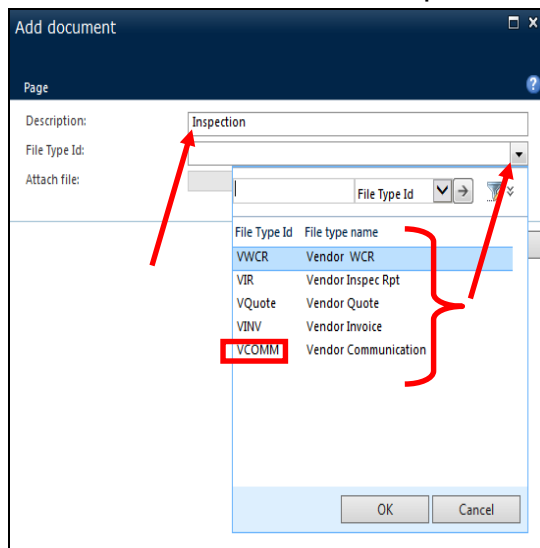 Add document
Page
Description: Inspection
File Type Id:
Attach file:
File Type Id
File Type Id File type name
VWCR Vendor WCR
VIR Vendor Inspec Rpt
VQuote Vendor Quote
VINV Vendor Invoice
VCOMM Vendor Communication
OK Cancel